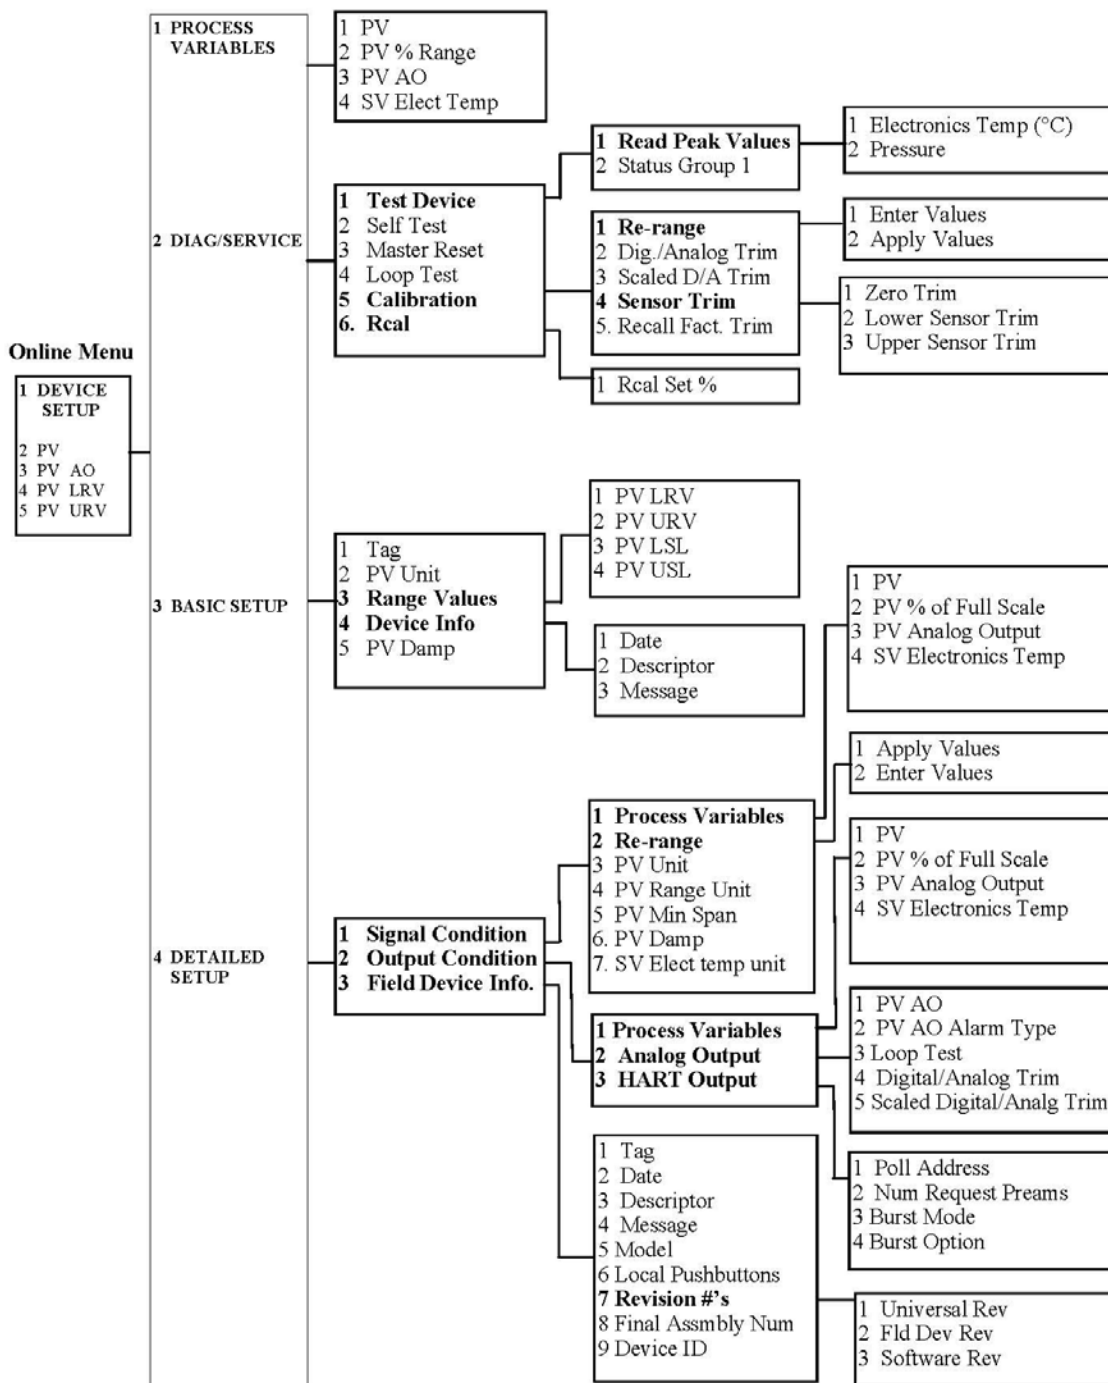 Online Menu
1 DEVICE
SETUP
2 PV
3 PV AO
4 PV LRV
5 PV URV
1 PROCESS
VARIABLES
2 DIAG/SERVICE
3 BASIC SETUP
4 DETAILED
SETUP
1 PV
2 PV % Range
3 PV AO
4 SV Elect Temp
1 Test Device
2 Self Test
3 Master Reset
4 Loop Test
5 Calibration
6. Rcal
1 Read Peak Values
2 Status Group 1
1 Electronics Temp (°C)
2 Pressure
1 Re-range
2 Dig./Analog Trim
3 Scaled D/A Trim
4 Sensor Trim
5. Recall Fact. Trim
1 Enter Values
2 Apply Values
1 Zero Trim
2 Lower Sensor Trim
3 Upper Sensor Trim
1 Rcal Set %
1 Tag
2 PV Unit
3 Range Values
4 Device Info
5 PV Damp
1 PV LRV
2 PV URV
3 PV LSL
4 PV USL
1 Date
2 Descriptor
3 Message
1 Signal Condition
2 Output Condition
3 Field Device Info.
1 Process Variables
2 Re-range
3 PV Unit
4 PV Range Unit
5 PV Min Span
6. PV Damp
7. SV Elect temp unit
1 PV
2 PV % of Full Scale
3 PV Analog Output
4 SV Electronics Temp
1 Apply Values
2 Enter Values
1 Process Variables
2 Analog Output
3 HART Output
1 PV
2 PV % of Full Scale
3 PV Analog Output
4 SV Electronics Temp
1 PV AO
2 PV AO Alarm Type
3 Loop Test
4 Digital/Analog Trim
5 Scaled Digital/Analg Trim
1 Poll Address
2 Num Request Preams
3 Burst Mode
4 Burst Option
1 Tag
2 Date
3 Descriptor
4 Message
5 Model
6 Local Pushbuttons
7 Revision #'s
8 Final Assmbly Num
9 Device ID
1 Universal Rev
2 Fld Dev Rev
3 Software Rev